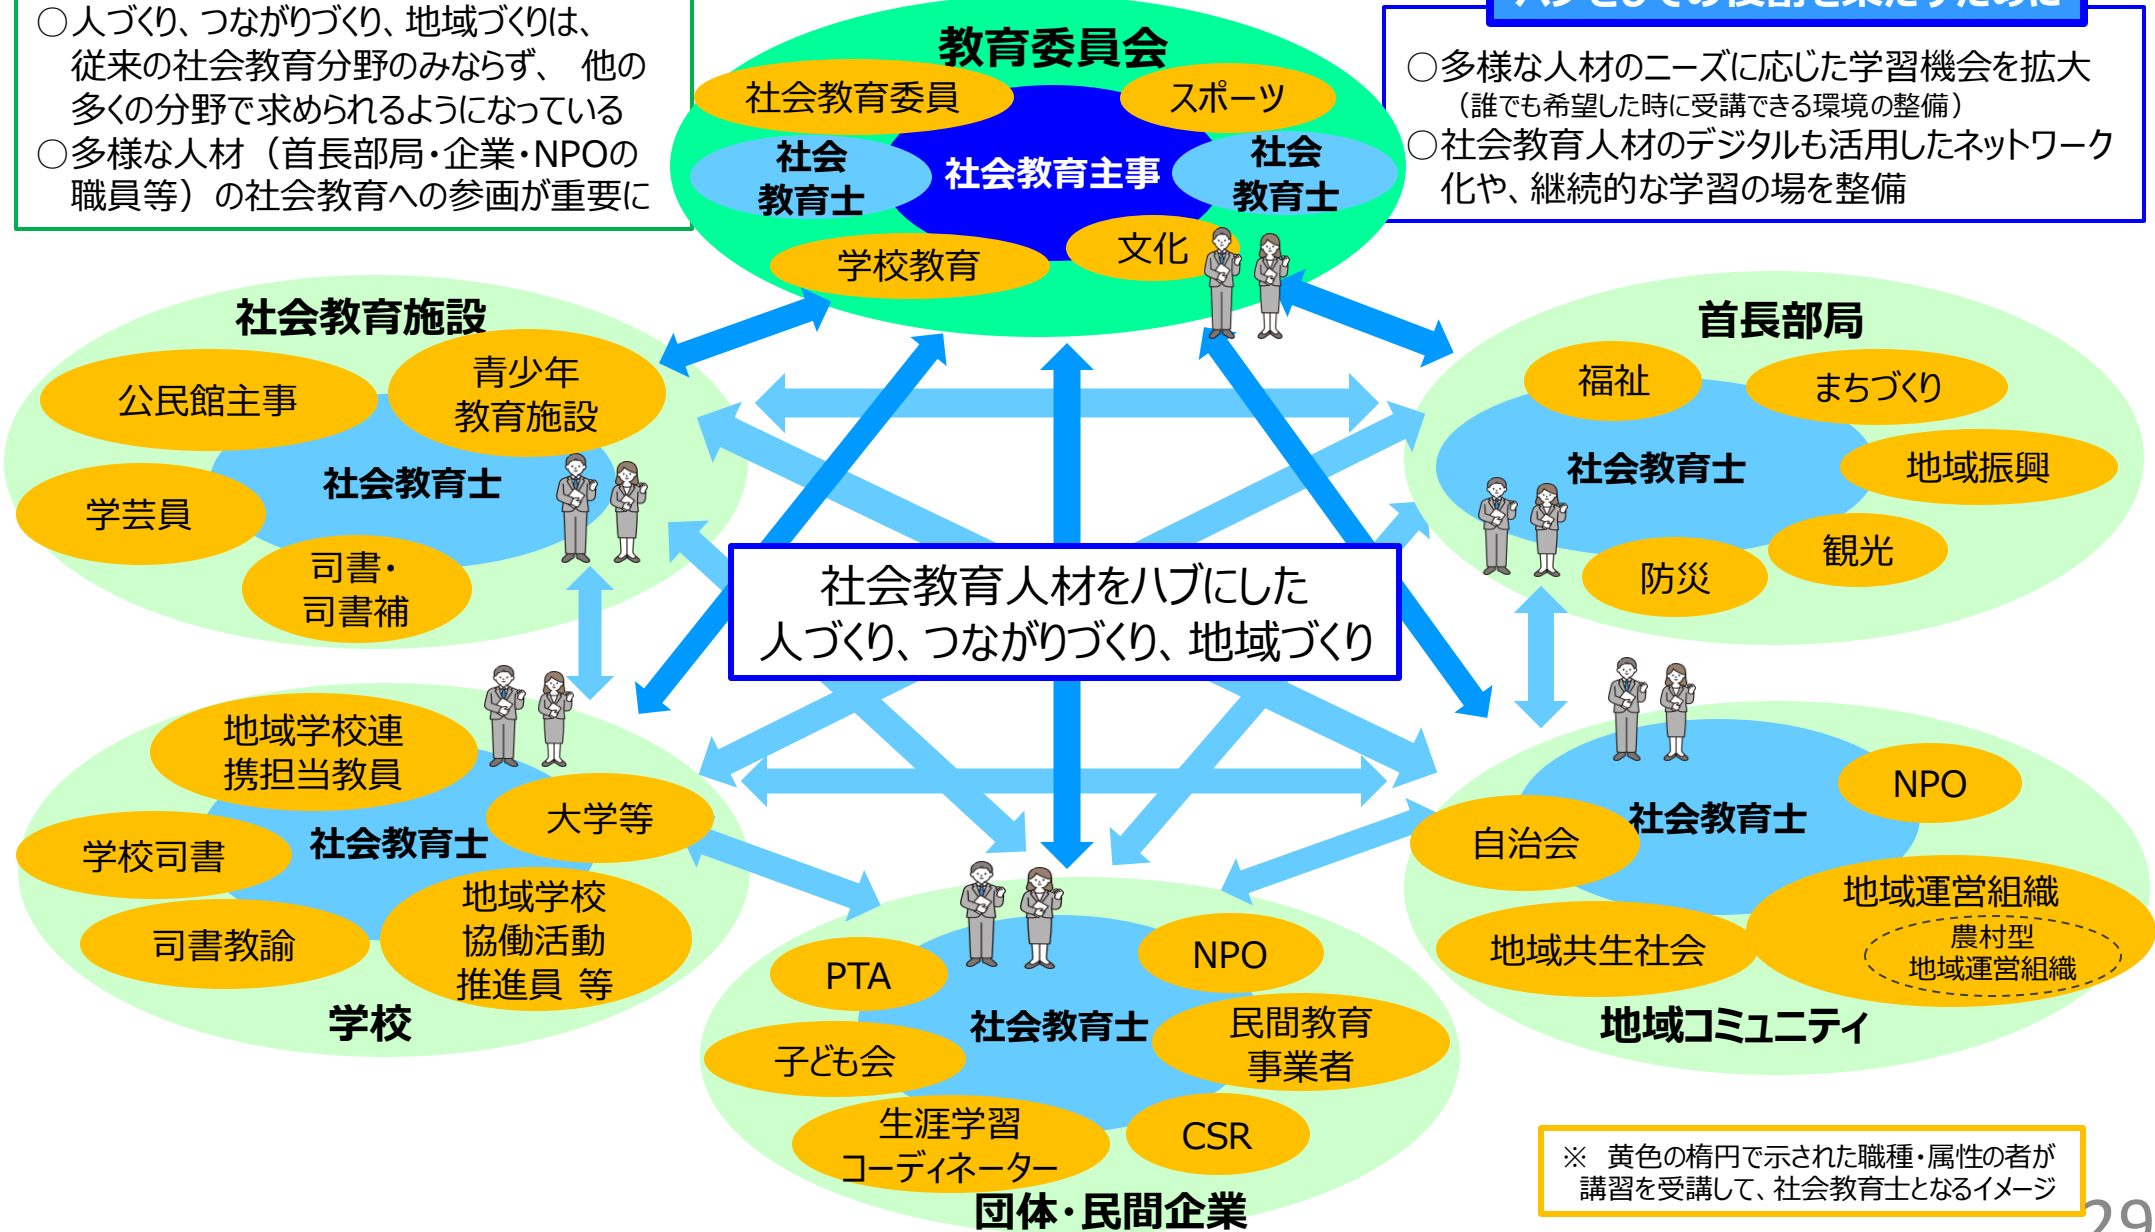 ○人づくり、つながりづくり、地域づくりは、
従来の社会教育分野のみならず、 他の
多くの分野で求められるようになっている
○多様な人材（首長部局・企業・NPOの
職員等）の社会教育への参画が重要に
ハブとしての役割を果たすために
○多様な人材のニーズに応じた学習機会を拡大
（誰でも希望した時に受講できる環境の整備）
○社会教育人材のデジタルも活用したネットワーク
化や、継続的な学習の場を整備
教育委員会
社会教育委員
スポーツ
社会
教育士
社会教育主事
社会
教育士
学校教育
文化
社会教育施設
公民館主事
青少年
教育施設
社会教育士
学芸員
司書・
司書補
首長部局
福祉
まちづくり
社会教育士
地域振興
観光
防災
社会教育人材をハブにした
人づくり、つながりづくり、地域づくり
地域学校連
携担当教員
大学等
社会教育士
学校司書
司書教諭
地域学校
協働活動
推進員 等
学校
PTA
NPO
社会教育士
子ども会
民間教育
事業者
生涯学習
コーディネーター
CSR
団体・民間企業
NPO
社会教育士
自治会
地域運営組織
農村型
地域運営組織
地域共生社会
地域コミュニティ
※ 黄色の楕円で示された職種・属性の者が
講習を受講して、社会教育士となるイメージ
29